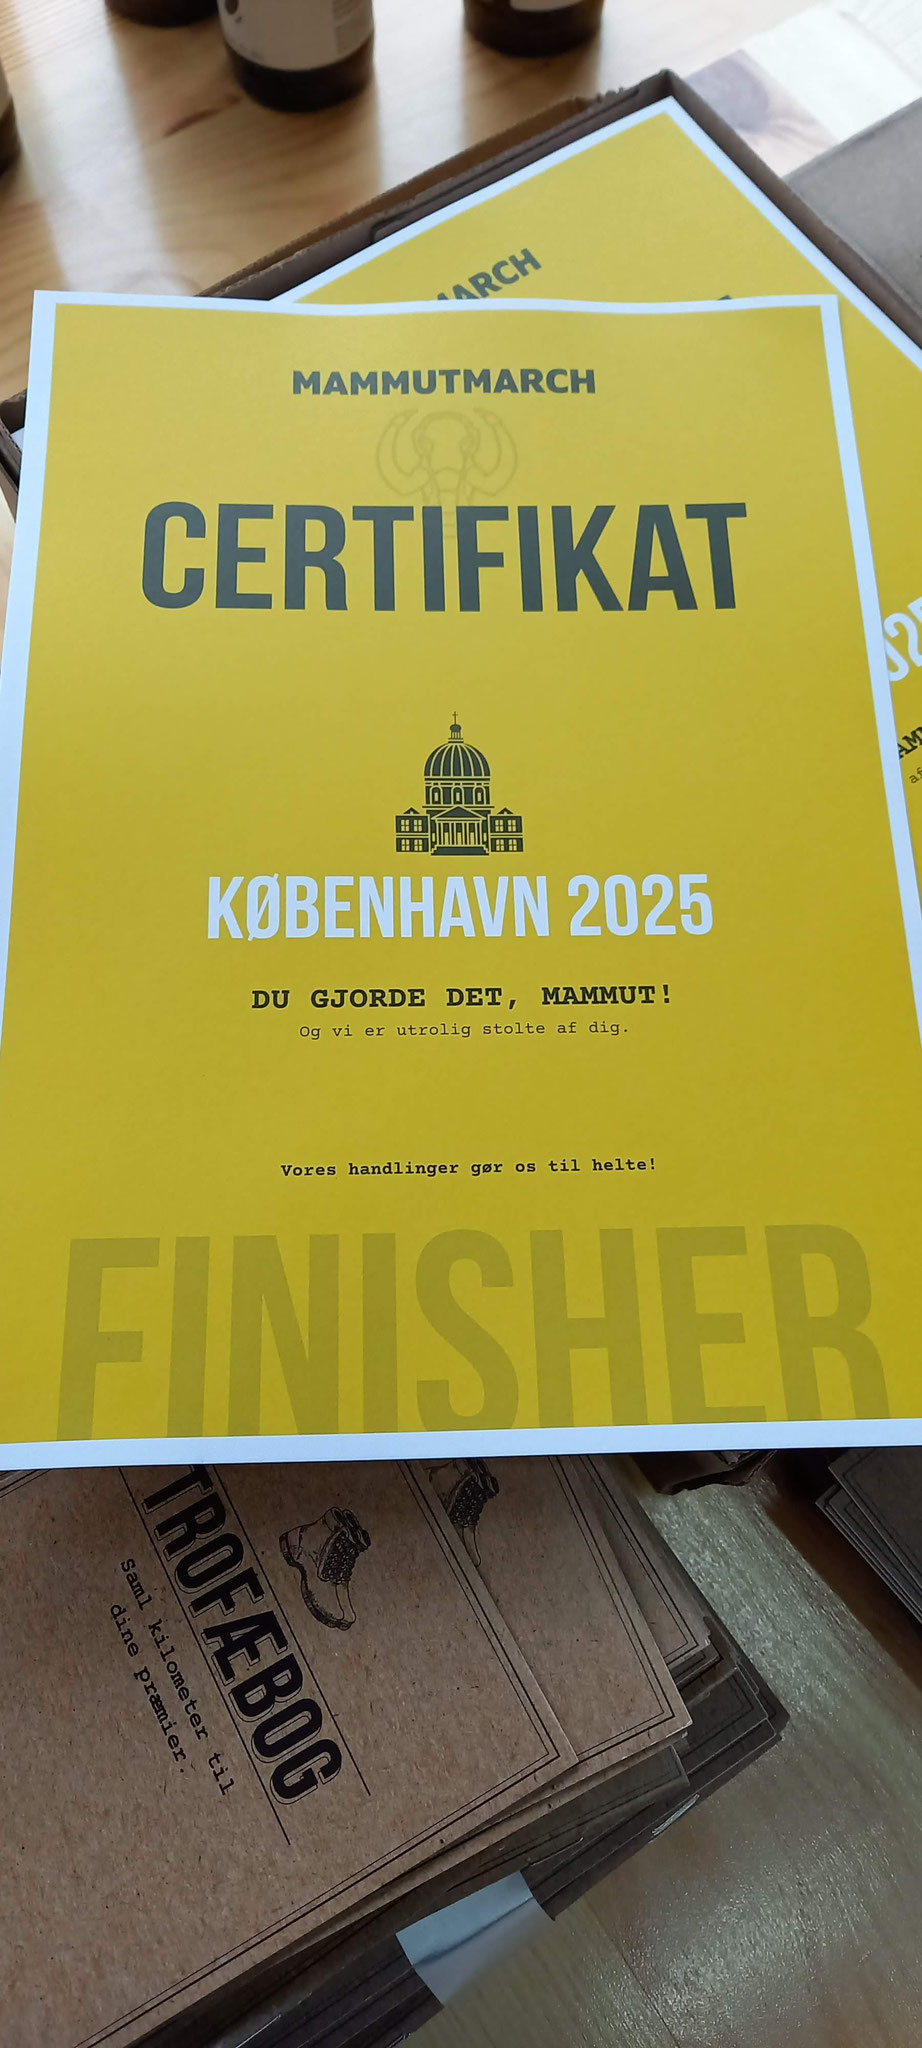 MARCH
MAMMUTMARCH
CERTIFIKAT
KØBENHAVN 2025
DU GJORDE DET, MAMMUT!
Og vi er utrolig stolte af dig.
Vores handlinger gør os til helte!
FINISHER
TROFÆBOG
Saml kilometer til
dine præmier.